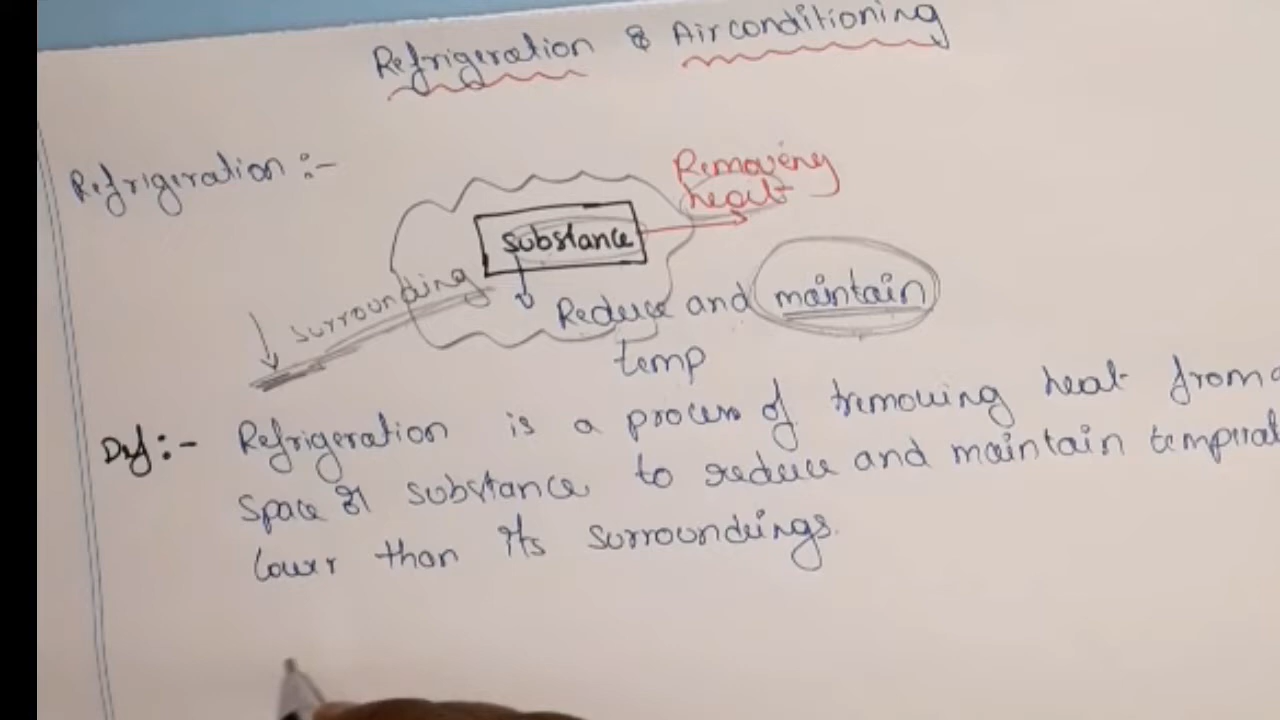 Refrigeration & Airconditioning
Refrigeration :-
Removing
heat
substance
surrounding
Reduce and maintain
temp
Def :- Refrigeration is a process of removing heat from a
space or substance to reduce and maintain temperat
lower than its surroundings.